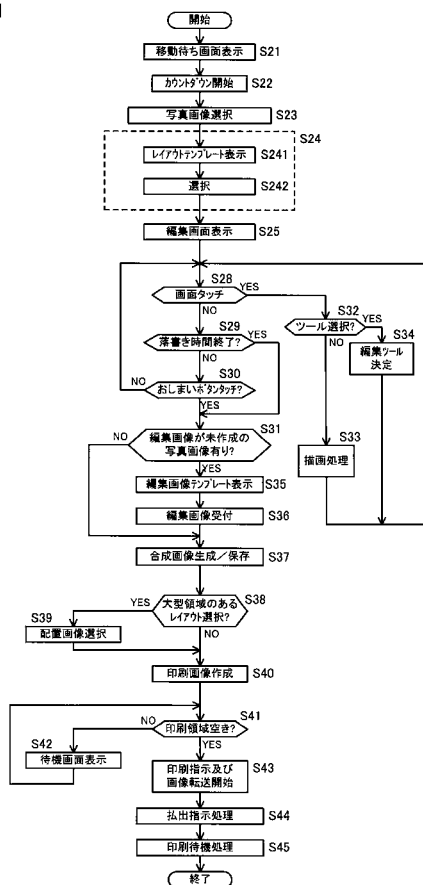 開始
移動待ち画面表示 S21
カウントダウン開始 S22
写真画像選択 S23
S24
レイアウトテンプレート表示 S241
選択 S242
編集画面表示 S25
S28
画面タッチ YES
NO
S32
ツール選択? YES
NO
S34
編集ツール
決定
S29
落書き時間終了? YES
NO
S30
おしまいボタンタッチ?
NO
YES
S33
描画処理
S31
編集画像が未作成の
写真画像有り?
NO
YES
編集画像テンプレート表示 S35
編集画像受付 S36
合成画像生成/保存 S37
S38
大型領域のある
レイアウト選択?
YES
NO
S39
配置画像選択
印刷画像作成 S40
S41
印刷領域空き?
NO
YES
S42
待機画面表示
印刷指示及び
画像転送開始
S43
払出指示処理 S44
印刷待機処理 S45
終了